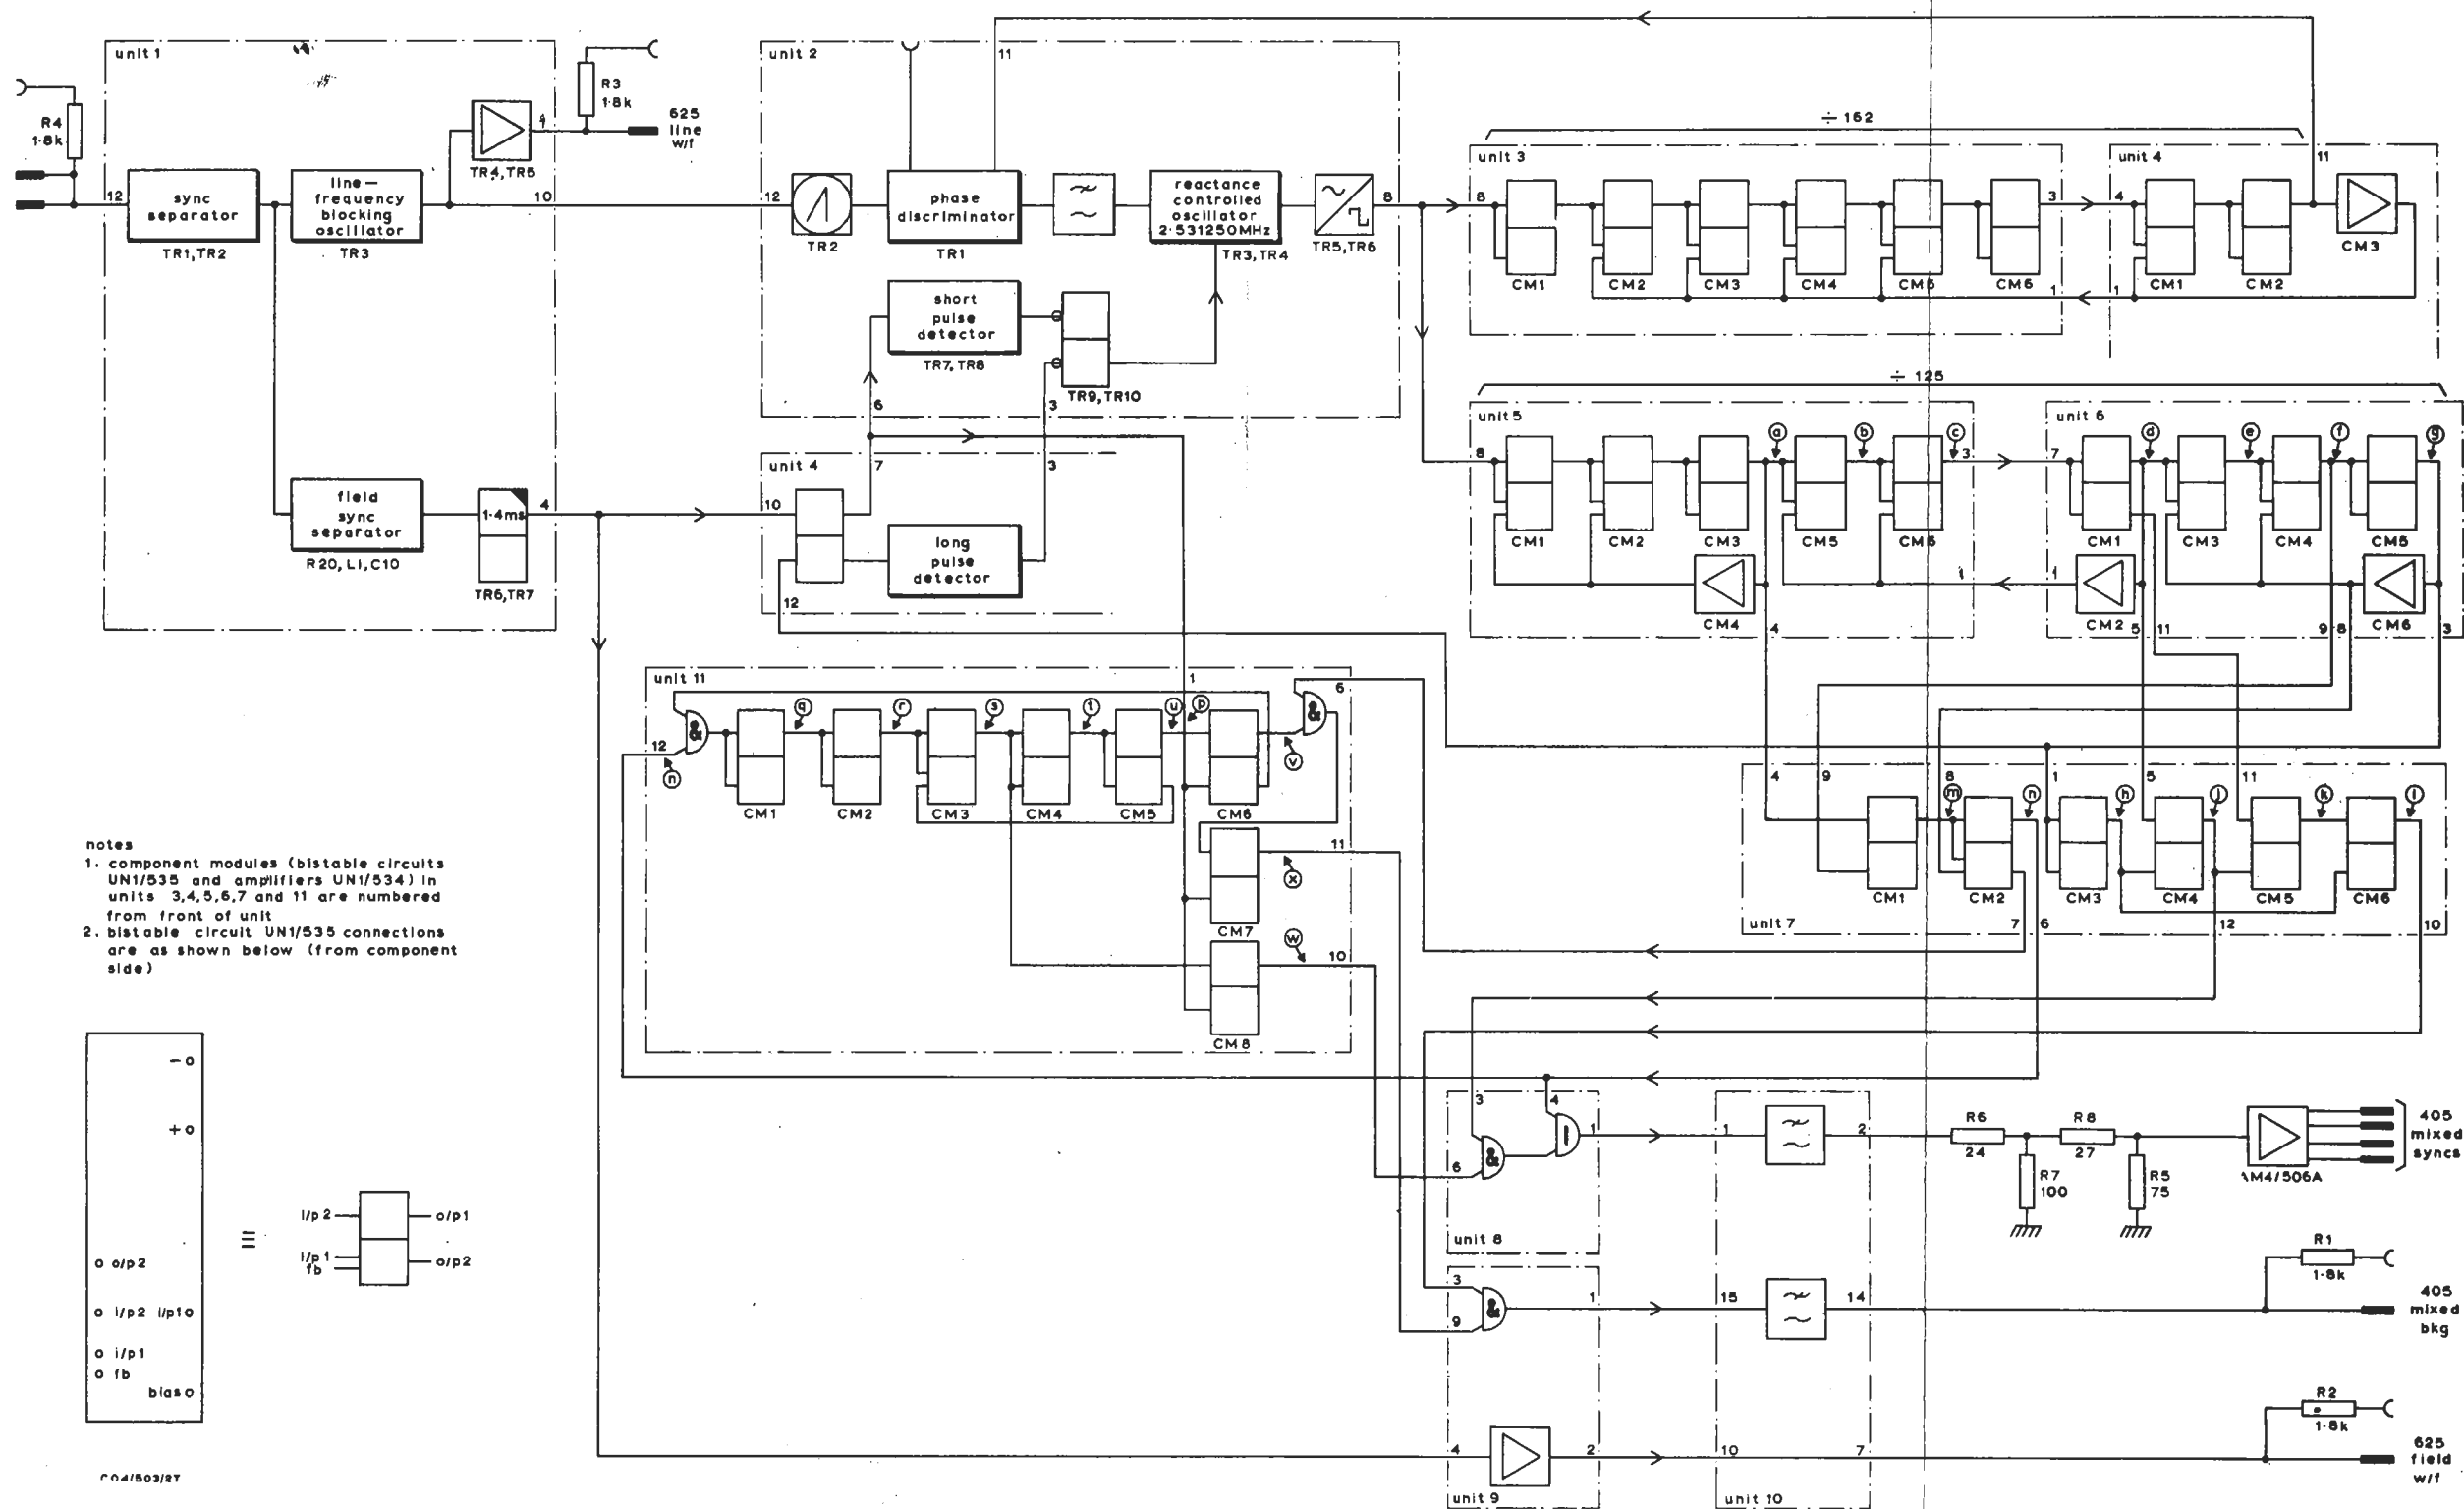 unit 1
R4
1·8k
12
sync
separator
TR1,TR2
line—
frequency
blocking
oscillator
TR3
TR4,TR5
R3
1·8k
625
line
w/f
10
field
sync
separator
R20, L1,C10
1·4ms
TR6,TR7
4
unit 2
11
12
TR2
phase
discriminator
TR1
reactance
controlled
oscillator
2·531250MHz
TR3,TR4
TR5,TR6
8
short
pulse
detector
TR7,TR8
TR9,TR10
6
3
unit 4
7
3
10
long
pulse
detector
12
÷ 162
unit 3
8
CM1
CM2
CM3
CM4
CM5
CM6
3
1
unit 4
11
4
1
CM1
CM2
CM3
÷ 125
unit 5
8
a
b
c
3
CM1
CM2
CM3
CM5
CM6
CM4
4
1
unit 6
7
d
e
f
g
CM1
CM3
CM4
CM5
1
CM2
5
11
9
8
CM6
3
unit 11
1
6
12
&
n
q
r
s
t
u
p
v
&
CM1
CM2
CM3
CM4
CM5
CM6
CM7
x
11
CM8
w
10
4
9
8
1
5
11
m
n
h
j
k
l
CM1
CM2
CM3
CM4
CM5
CM6
unit 7
7
6
12
10
notes
1. component modules (bistable circuits
UN1/535 and amplifiers UN1/534) in
units 3,4,5,6,7 and 11 are numbered
from front of unit
2. bistable circuit UN1/535 connections
are as shown below (from component
side)
−
+
o/p2
i/p2 i/p1
i/p1
fb
bias
≡
i/p2
i/p1
fb
o/p1
o/p2
3
4
6
&
1
unit 8
3
9
&
1
4
2
unit 9
1
2
15
14
10
7
unit 10
R6
24
R8
27
R7
100
R5
75
AM4/506A
405
mixed
syncs
R1
1·8k
405
mixed
bkg
R2
1·8k
625
field
w/f
CO4/503/2T